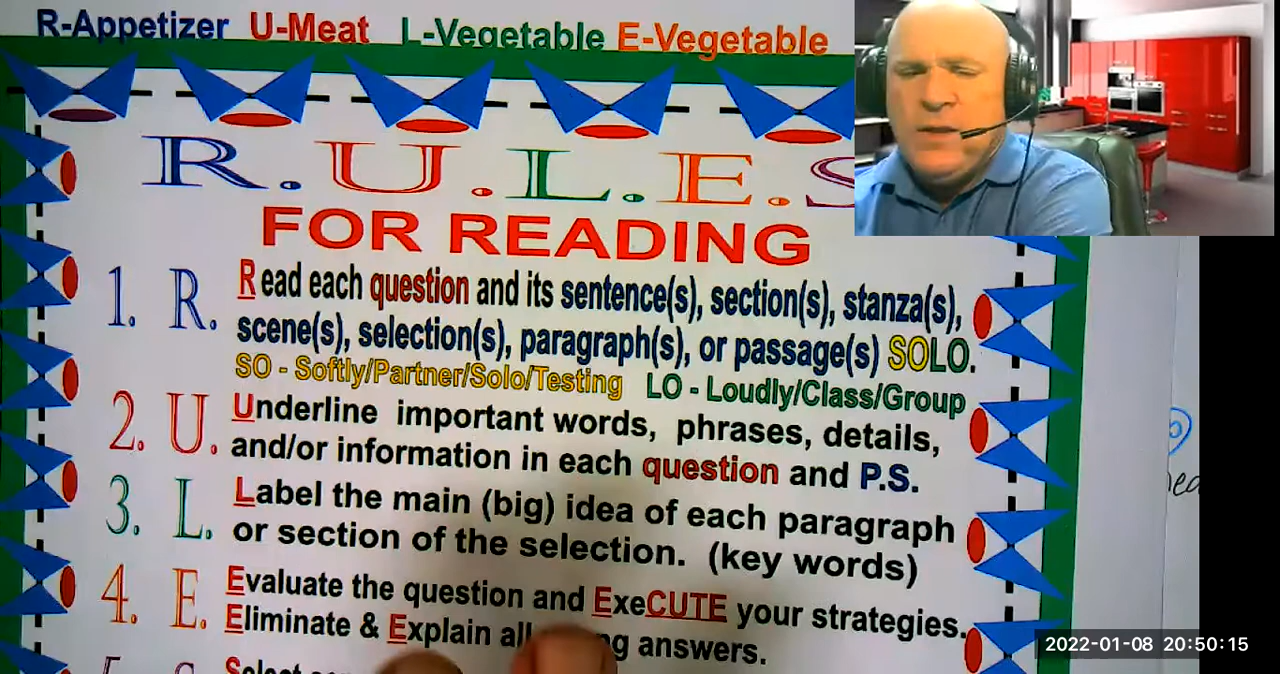 R-Appetizer U-Meat L-Vegetable E-Vegetable
R.U.L.E.S
FOR READING
1. R. Read each question and its sentence(s), section(s), stanza(s),
scene(s), selection(s), paragraph(s), or passage(s) SOLO.
SO - Softly/Partner/Solo/Testing LO - Loudly/Class/Group
2. U. Underline important words, phrases, details,
and/or information in each question and P.S.
3. L. Label the main (big) idea of each paragraph
or section of the selection. (key words)
4. E. Evaluate the question and ExeCUTE your strategies.
Eliminate & Explain answers.
2022-01-08 20:50:15